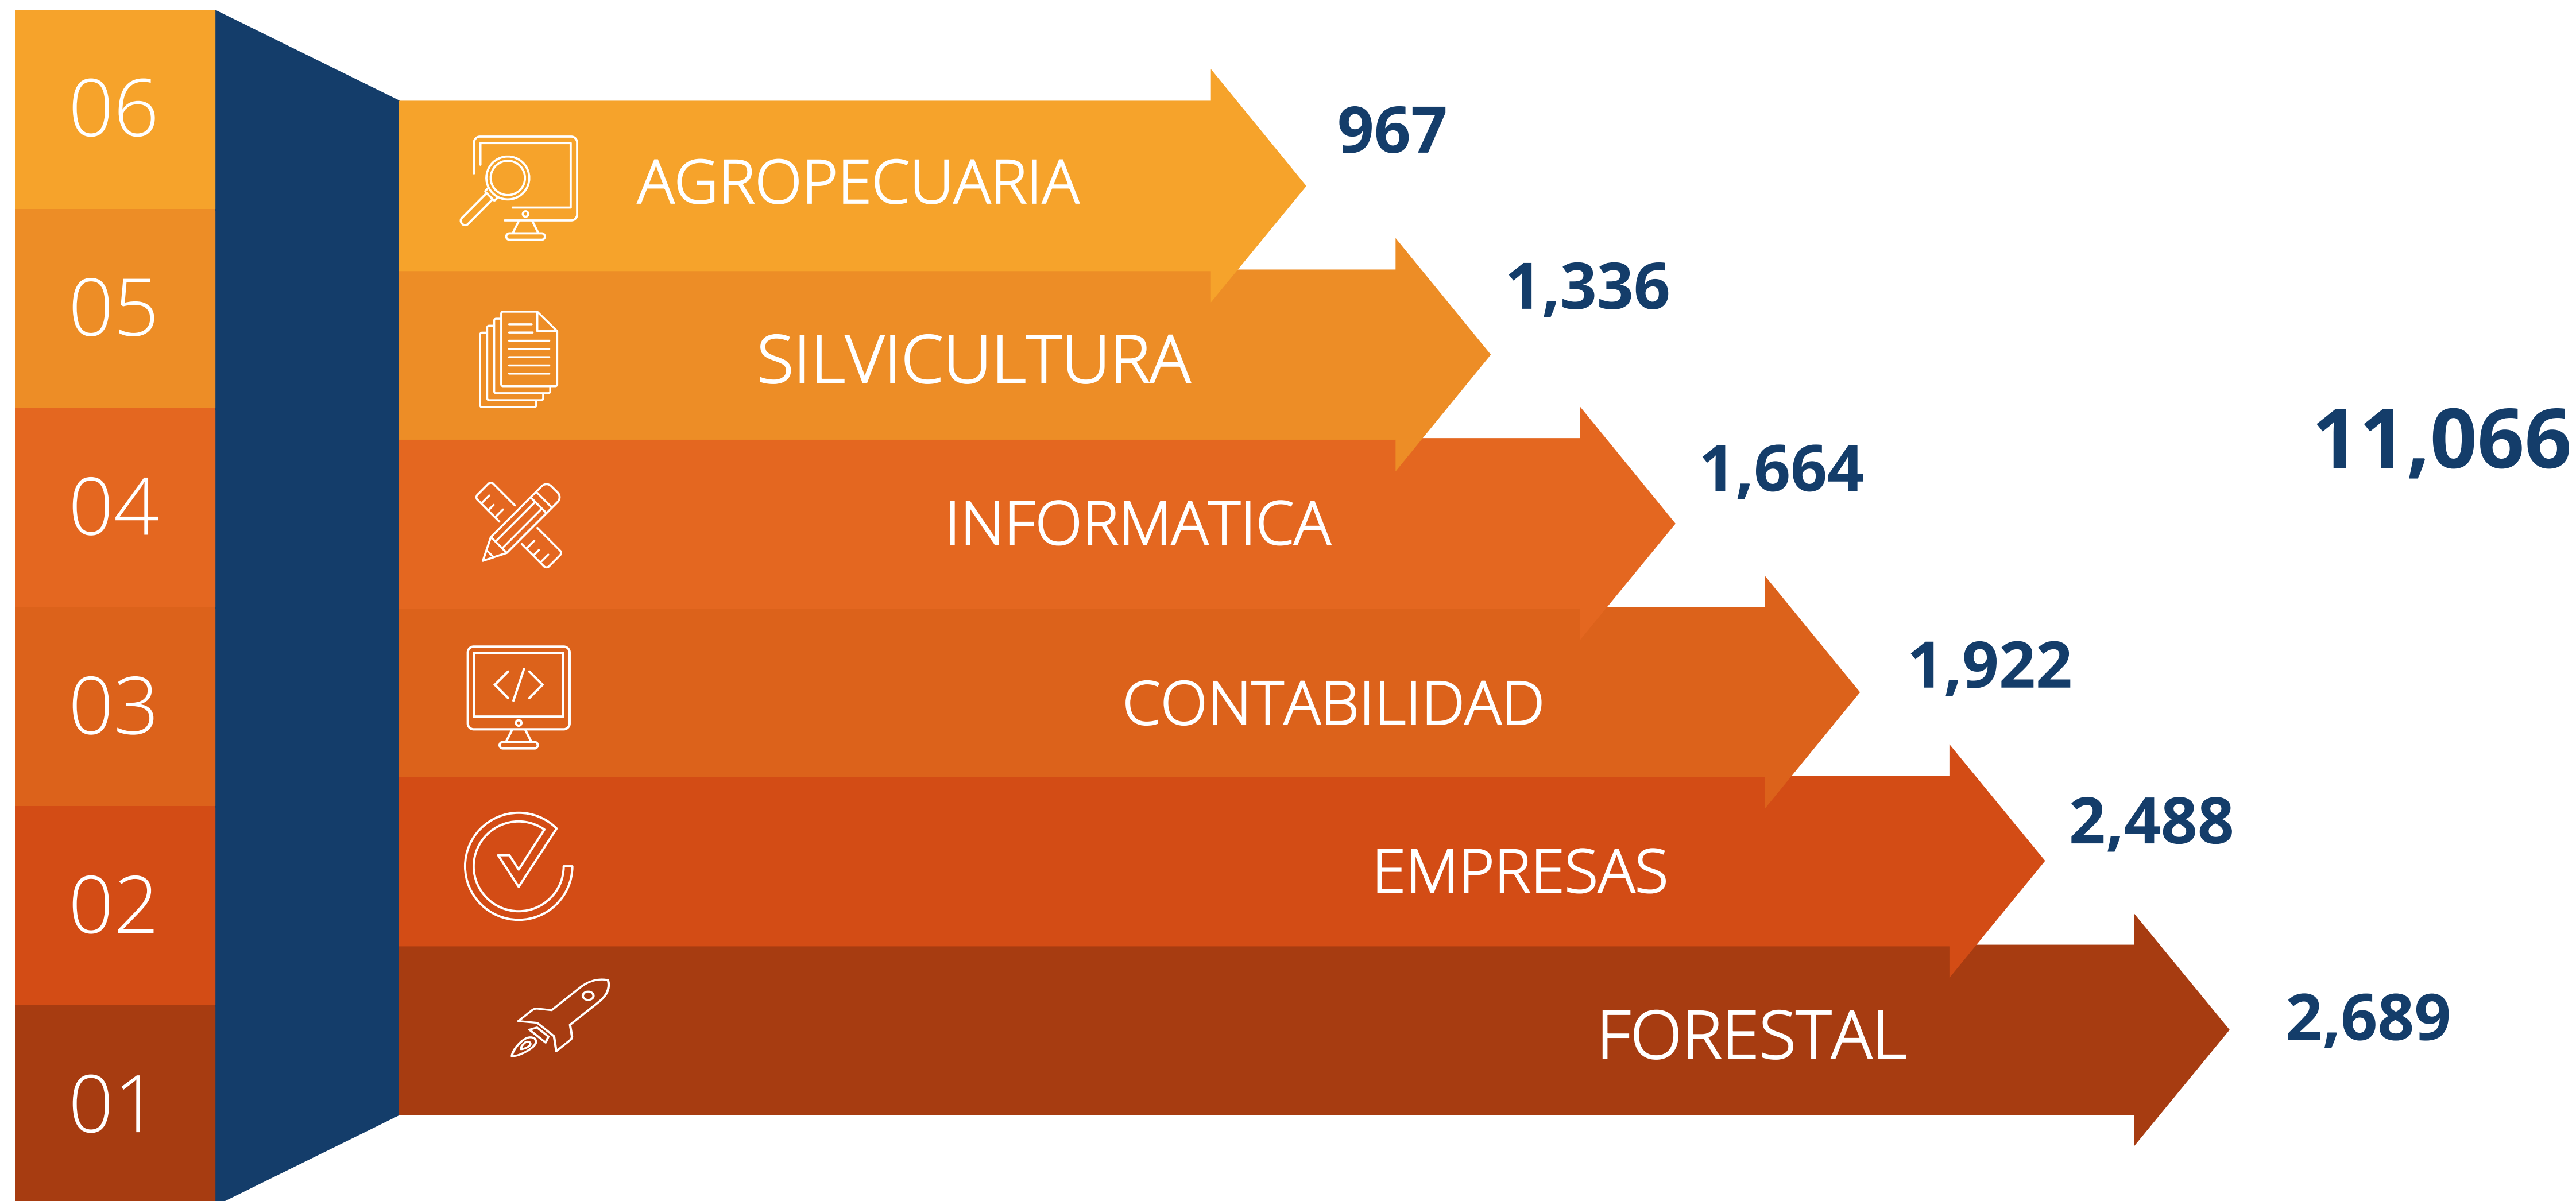 06
AGROPECUARIA
967
05
SILVICULTURA
1,336
04
INFORMATICA
1,664
11,066
03
CONTABILIDAD
1,922
02
EMPRESAS
2,488
01
FORESTAL
2,689